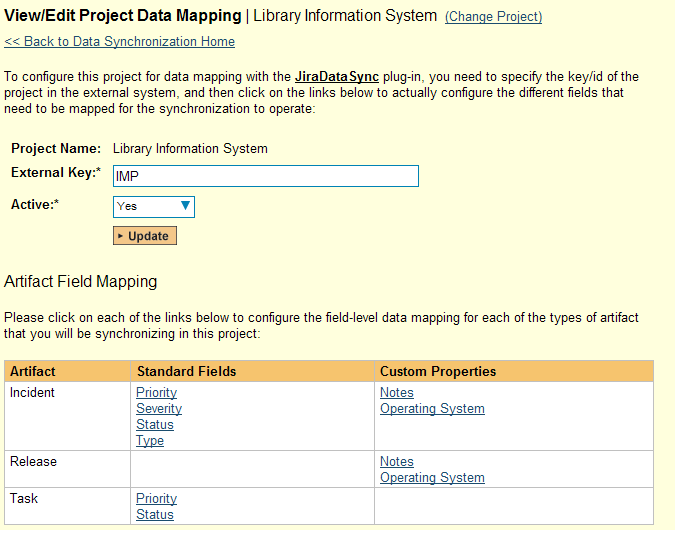 View/Edit Project Data Mapping | Library Information System (Change Project)
<< Back to Data Synchronization Home
To configure this project for data mapping with the JiraDataSync plug-in, you need to specify the key/id of the
project in the external system, and then click on the links below to actually configure the different fields that
need to be mapped for the synchronization to operate:
Project Name: Library Information System
External Key:* IMP
Active:* Yes
Update
Artifact Field Mapping
Please click on each of the links below to configure the field-level data mapping for each of the types of artifact
that you will be synchronizing in this project:
Artifact Standard Fields Custom Properties
Incident Priority Notes
Severity Operating System
Status
Type
Release Notes
Operating System
Task Priority
Status